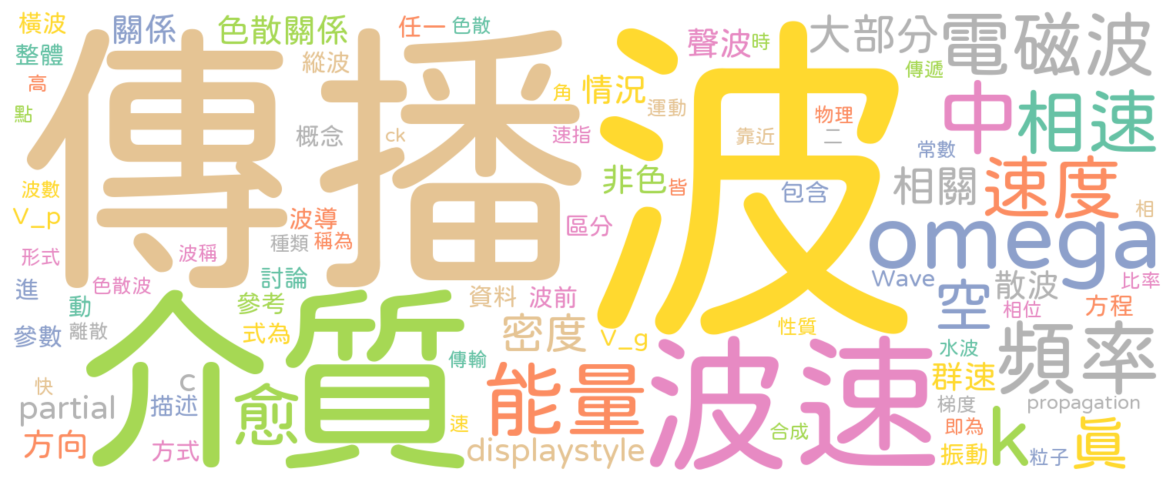 橫波
關係
色散關係
任一
色散
聲波
時
大部分
電磁波
整體
縱波
傳遞
高
傳播
波
角
情況
點
概念
ck
速指
運動
靠近
物理
二
中
相速
常數
非色
皆
包含
相關
速度
波數
V_p
波導
區分
相
種類
稱為
omega
形式
波稱
色散波
討論
Wave
散波
比率
進
動
參考
資料
波前
空
相位
方程
參數
離散
式為
密度
V_g
性質
介質
傳輸
水波
頻率
快
c
能量
波速
群速
partial
描述
愈
梯度
propagation
方向
方式
速
displaystyle
合成
即為
振動
k
粒子
眞